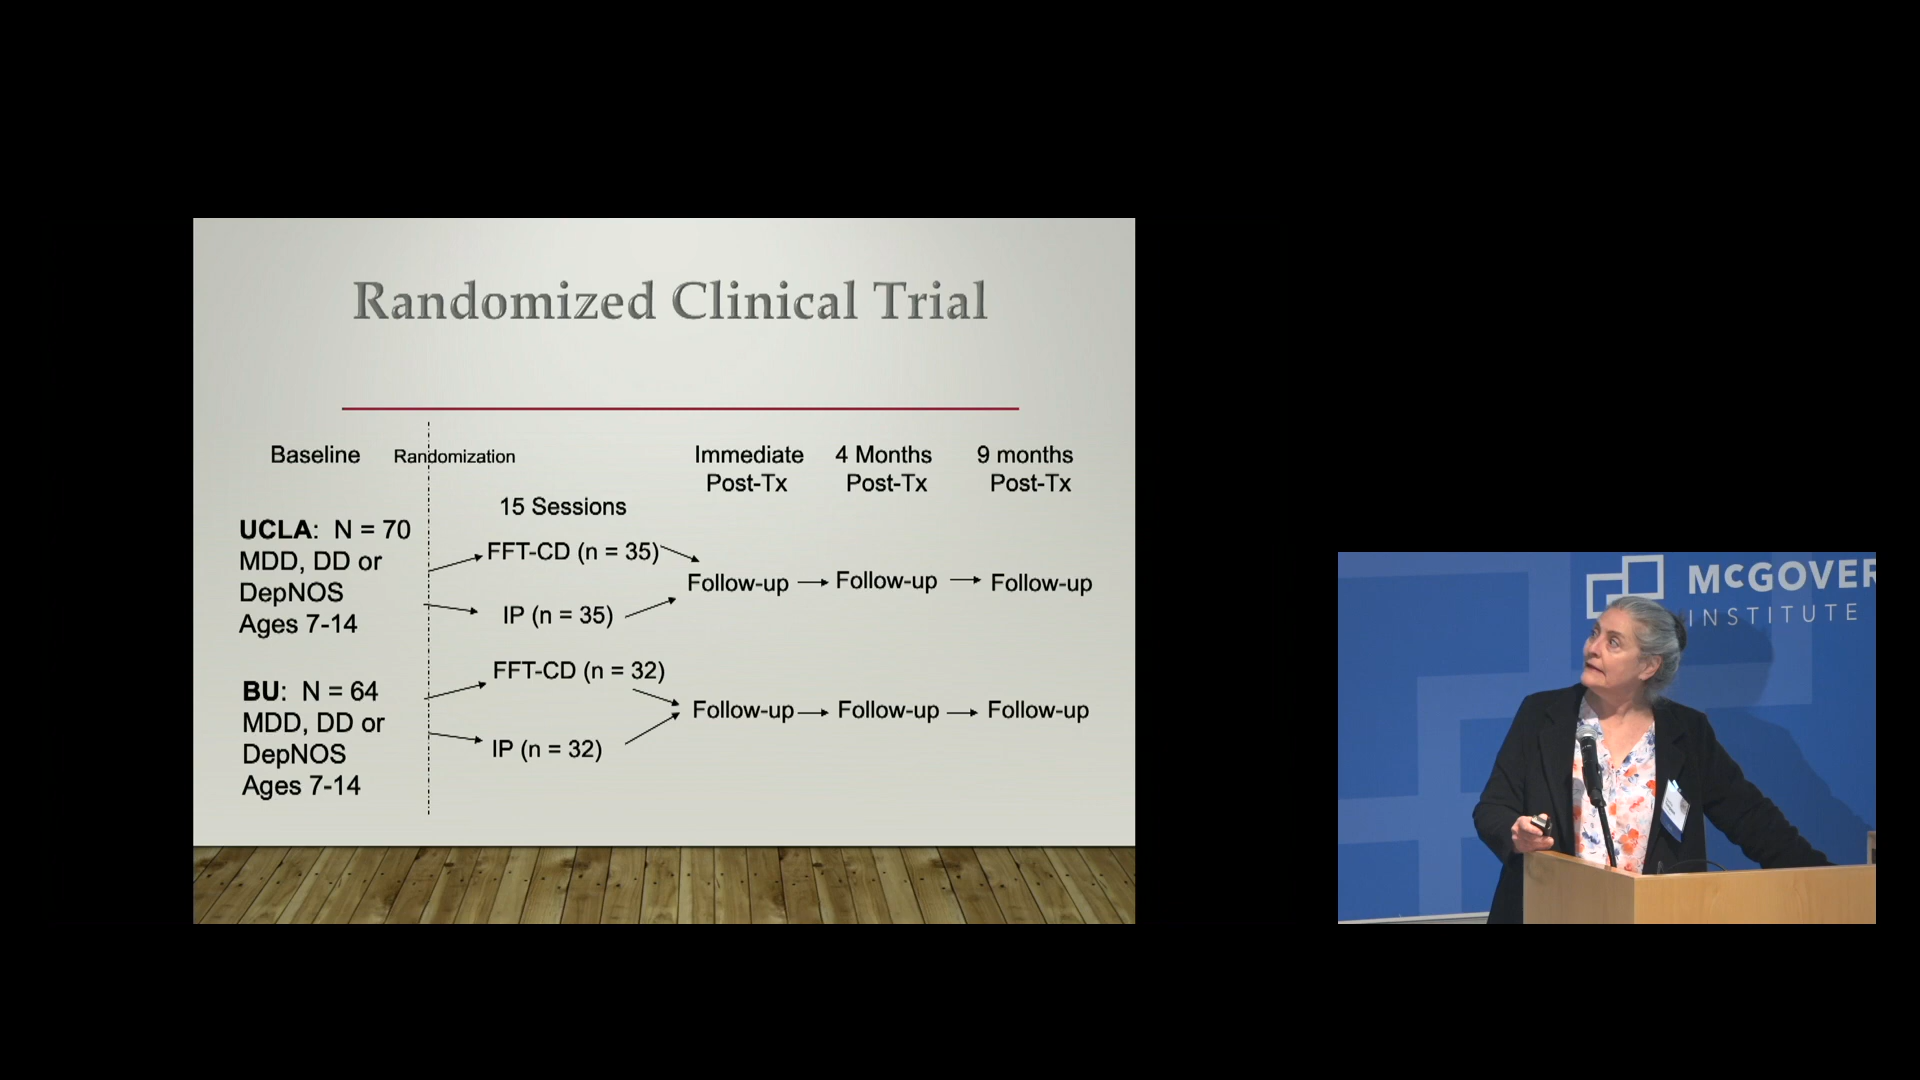 Randomized Clinical Trial
Baseline
Randomization
Immediate
Post-Tx
4 Months
Post-Tx
9 months
Post-Tx
15 Sessions
UCLA: N = 70
MDD, DD or
DepNOS
Ages 7-14
FFT-CD (n = 35)
IP (n = 35)
Follow-up
Follow-up
Follow-up
BU: N = 64
MDD, DD or
DepNOS
Ages 7-14
FFT-CD (n = 32)
IP (n = 32)
Follow-up
Follow-up
Follow-up
MCGOVER
INSTITUTE